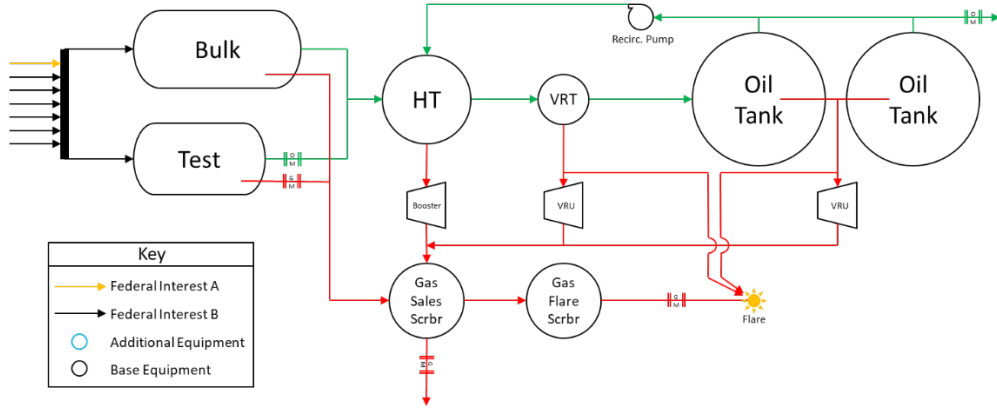 Bulk
Test
HT
VRT
Recirc. Pump
Oil
Tank
Oil
Tank
O
M
O
M
G
M
Booster
VRU
VRU
Gas
Sales
Scrbr
Gas
Flare
Scrbr
G
M
Flare
G
M
Key
Federal Interest A
Federal Interest B
Additional Equipment
Base Equipment